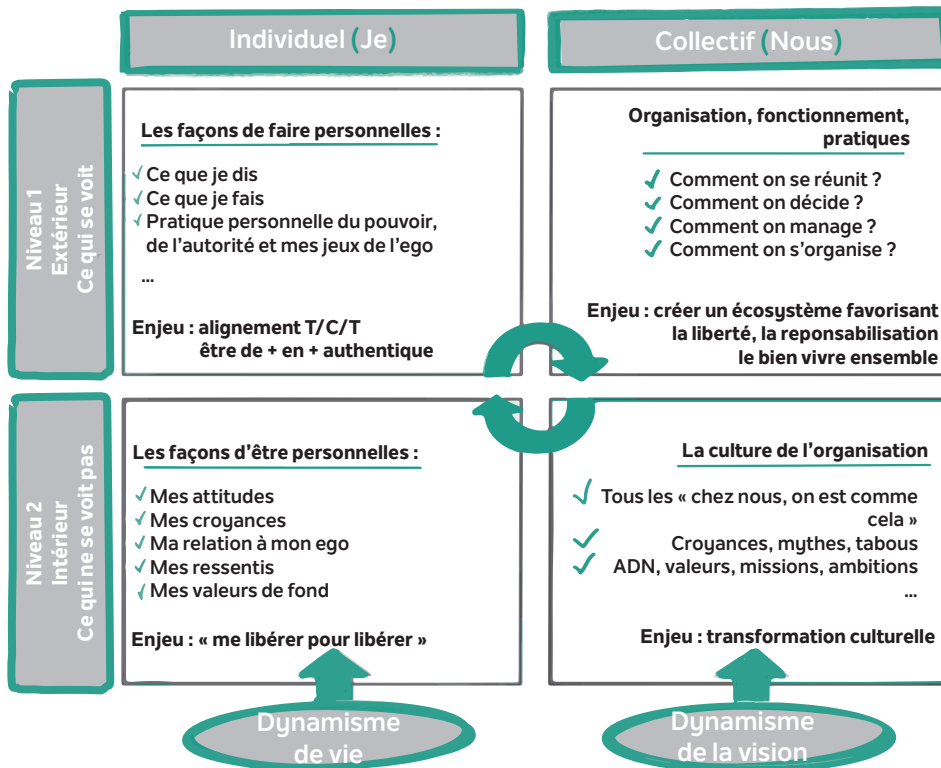 Individuel (Je)
Collectif (Nous)
Niveau 1
Extérieur
Ce qui se voit
Les façons de faire personnelles :
Ce que je dis
Ce que je fais
Pratique personnelle du pouvoir,
de l'autorité et mes jeux de l'ego
...
Enjeu : alignement T/C/T
être de + en + authentique
Organisation, fonctionnement,
pratiques
Comment on se réunit ?
Comment on décide ?
Comment on manage ?
Comment on s'organise ?
Enjeu : créer un écosystème favorisant
la liberté, la reponsabilisation
le bien vivre ensemble
Niveau 2
Intérieur
Ce qui ne se voit pas
Les façons d'être personnelles :
Mes attitudes
Mes croyances
Ma relation à mon ego
Mes ressentis
Mes valeurs de fond
Enjeu : « me libérer pour libérer »
La culture de l'organisation
Tous les « chez nous, on est comme
cela »
Croyances, mythes, tabous
ADN, valeurs, missions, ambitions
...
Enjeu : transformation culturelle
Dynamisme
de vie
Dynamisme
de la vision